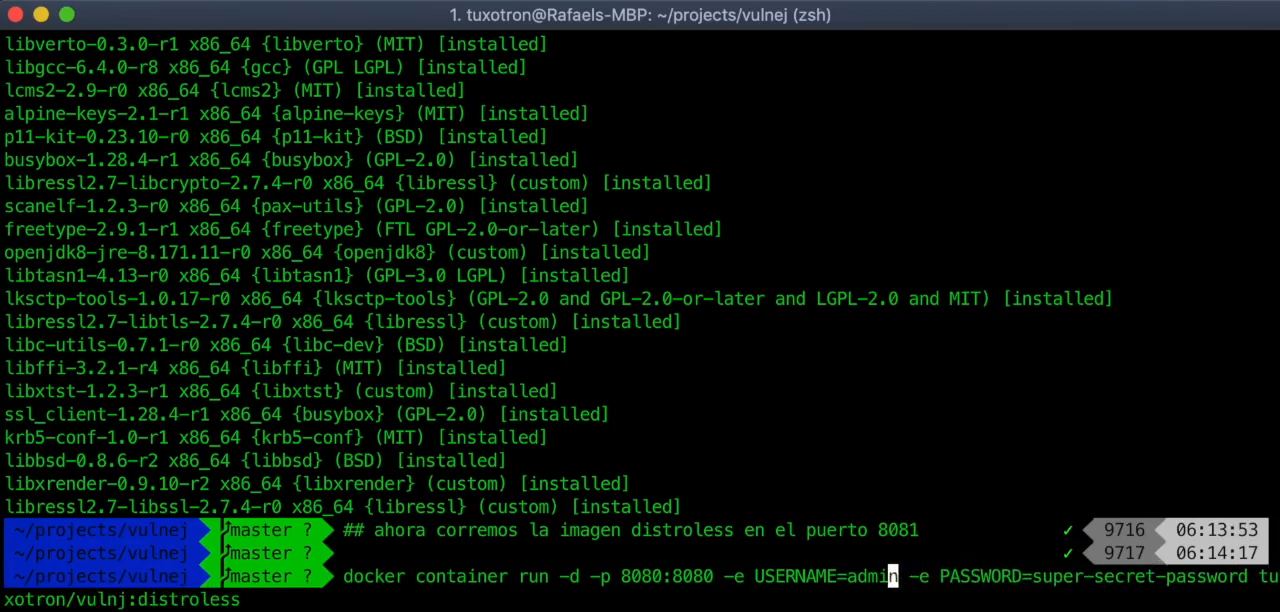 1. tuxotron@Rafaels-MBP: ~/projects/vulnej (zsh)
libverto-0.3.0-r1 x86_64 {libverto} (MIT) [installed]
libgcc-6.4.0-r8 x86_64 {gcc} (GPL LGPL) [installed]
lcms2-2.9-r0 x86_64 {lcms2} (MIT) [installed]
alpine-keys-2.1-r1 x86_64 {alpine-keys} (MIT) [installed]
p11-kit-0.23.10-r0 x86_64 {p11-kit} (BSD) [installed]
busybox-1.28.4-r1 x86_64 {busybox} (GPL-2.0) [installed]
libressl2.7-libcrypto-2.7.4-r0 x86_64 {libressl} (custom) [installed]
scanelf-1.2.3-r0 x86_64 {pax-utils} (GPL-2.0) [installed]
freetype-2.9.1-r1 x86_64 {freetype} (FTL GPL-2.0-or-later) [installed]
openjdk8-jre-8.171.11-r0 x86_64 {openjdk8} (custom) [installed]
libtasn1-4.13-r0 x86_64 {libtasn1} (GPL-3.0 LGPL) [installed]
lksctp-tools-1.0.17-r0 x86_64 {lksctp-tools} (GPL-2.0 and GPL-2.0-or-later and LGPL-2.0 and MIT) [installed]
libressl2.7-libtls-2.7.4-r0 x86_64 {libressl} (custom) [installed]
libc-utils-0.7.1-r0 x86_64 {libc-dev} (BSD) [installed]
libffi-3.2.1-r4 x86_64 {libffi} (MIT) [installed]
libxtst-1.2.3-r1 x86_64 {libxtst} (custom) [installed]
ssl_client-1.28.4-r1 x86_64 {busybox} (GPL-2.0) [installed]
krb5-conf-1.0-r1 x86_64 {krb5-conf} (MIT) [installed]
libbsd-0.8.6-r2 x86_64 {libbsd} (BSD) [installed]
libxrender-0.9.10-r2 x86_64 {libxrender} (custom) [installed]
libressl2.7-libssl-2.7.4-r0 x86_64 {libressl} (custom) [installed]
~/projects/vulnej master ? ## ahora corremos la imagen distroless en el puerto 8081 ✓ 9716 06:13:53
~/projects/vulnej master ? ✓ 9717 06:14:17
~/projects/vulnej master ? docker container run -d -p 8080:8080 -e USERNAME=admin -e PASSWORD=super-secret-password tu
xotron/vulnj:distroless